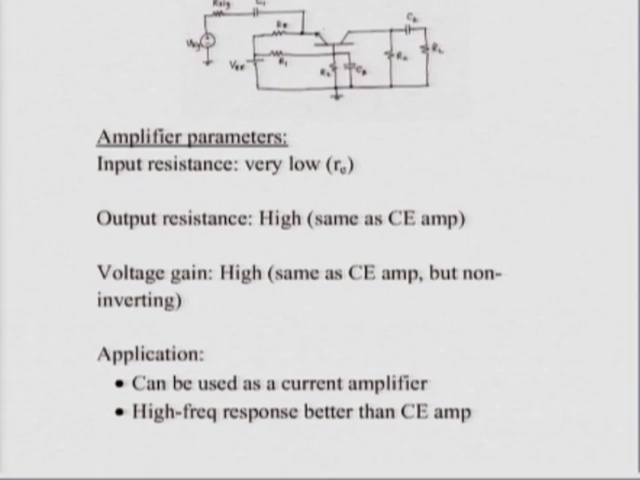 Amplifier parameters:
Input resistance: very low (re)
Output resistance: High (same as CE amp)
Voltage gain: High (same as CE amp, but non-
inverting)
Application:
• Can be used as a current amplifier
• High-freq response better than CE amp